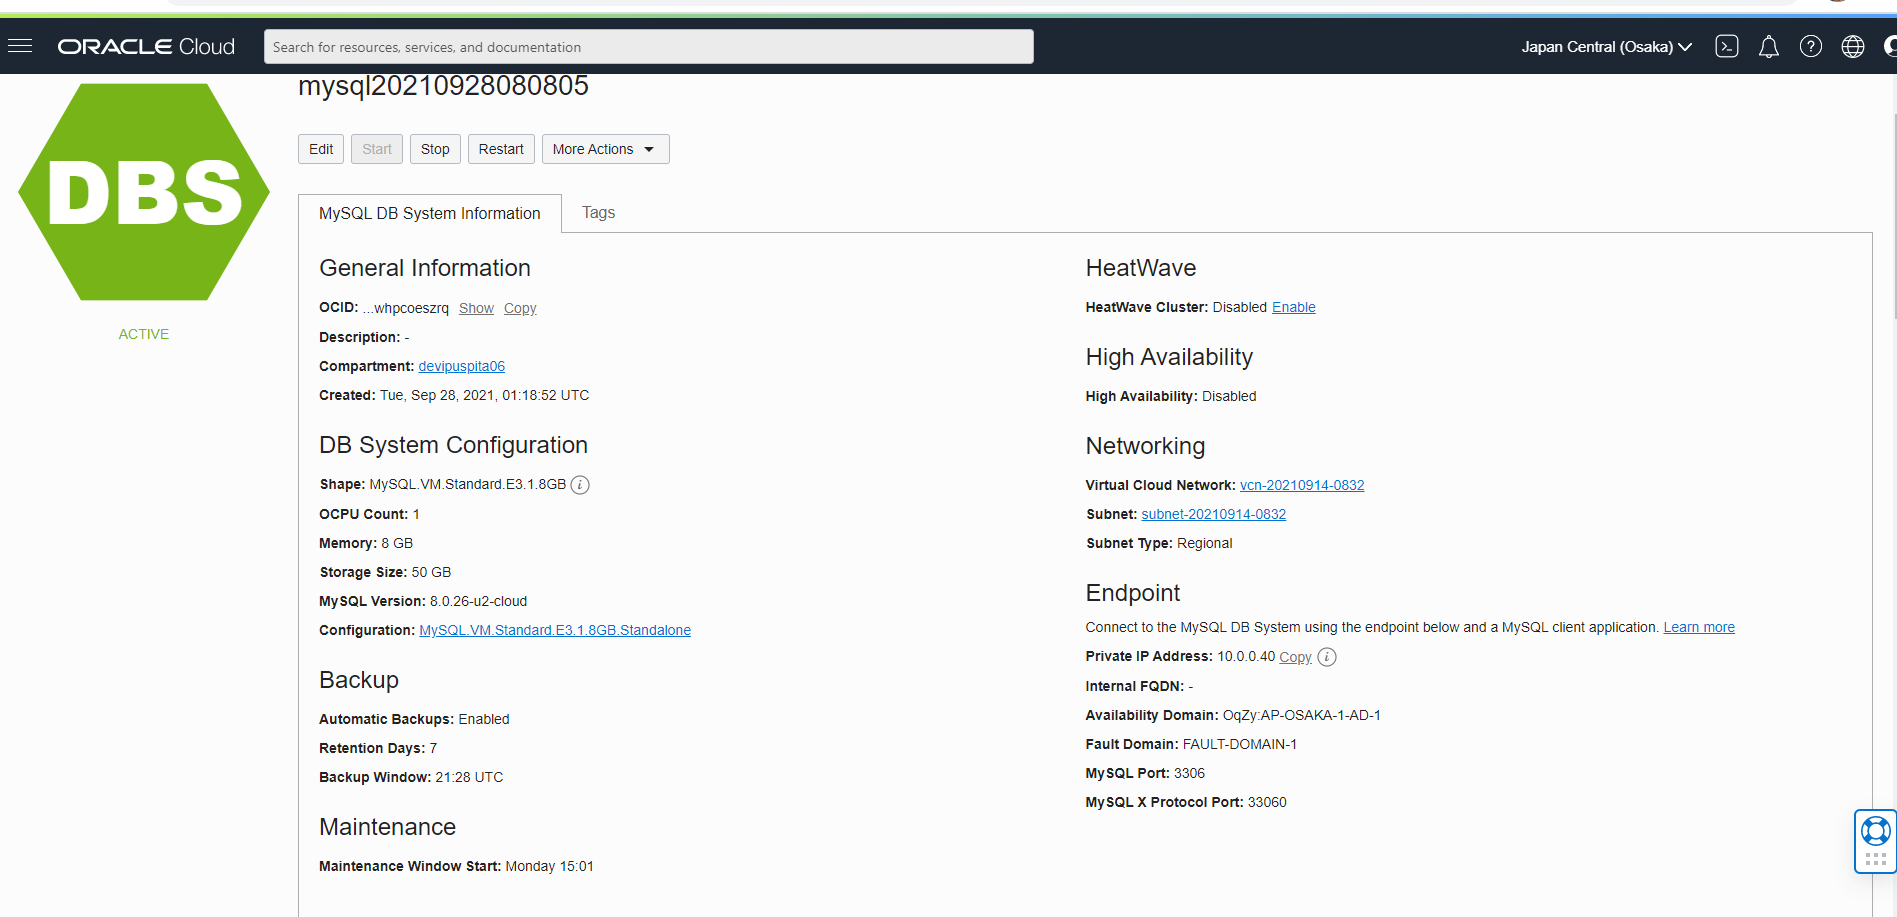 ORACLE Cloud
Search for resources, services, and documentation
Japan Central (Osaka)
mysql20210928080805
DBS
ACTIVE
Edit
Start
Stop
Restart
More Actions
MySQL DB System Information
Tags
General Information
OCID: ...whpcoeszrq Show Copy
Description: -
Compartment: devipuspita06
Created: Tue, Sep 28, 2021, 01:18:52 UTC
DB System Configuration
Shape: MySQL.VM.Standard.E3.1.8GB
OCPU Count: 1
Memory: 8 GB
Storage Size: 50 GB
MySQL Version: 8.0.26-u2-cloud
Configuration: MySQL.VM.Standard.E3.1.8GB.Standalone
Backup
Automatic Backups: Enabled
Retention Days: 7
Backup Window: 21:28 UTC
Maintenance
Maintenance Window Start: Monday 15:01
HeatWave
HeatWave Cluster: Disabled Enable
High Availability
High Availability: Disabled
Networking
Virtual Cloud Network: vcn-20210914-0832
Subnet: subnet-20210914-0832
Subnet Type: Regional
Endpoint
Connect to the MySQL DB System using the endpoint below and a MySQL client application. Learn more
Private IP Address: 10.0.0.40 Copy
Internal FQDN: -
Availability Domain: OqZy:AP-OSAKA-1-AD-1
Fault Domain: FAULT-DOMAIN-1
MySQL Port: 3306
MySQL X Protocol Port: 33060